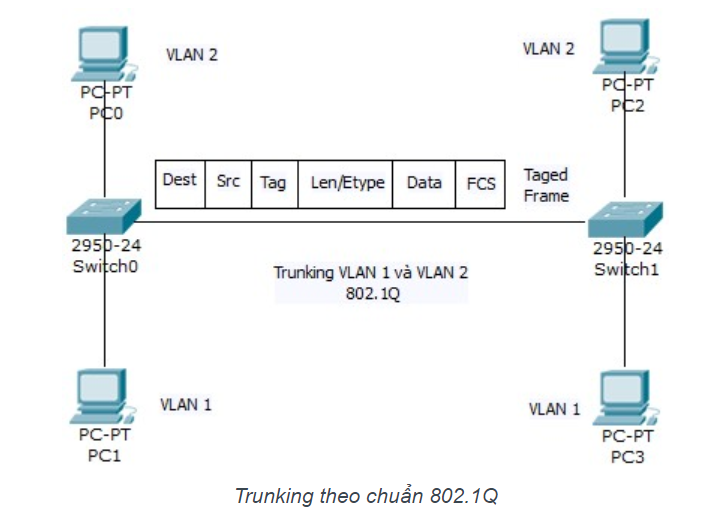 VLAN 2
VLAN 2
PC-PT
PC0
PC-PT
PC2
Dest Src Tag Len/Etype Data FCS
Taged
Frame
2950-24
Switch0
2950-24
Switch1
Trunking VLAN 1 và VLAN 2
802.1Q
VLAN 1
VLAN 1
PC-PT
PC1
PC-PT
PC3
Trunking theo chuẩn 802.1Q